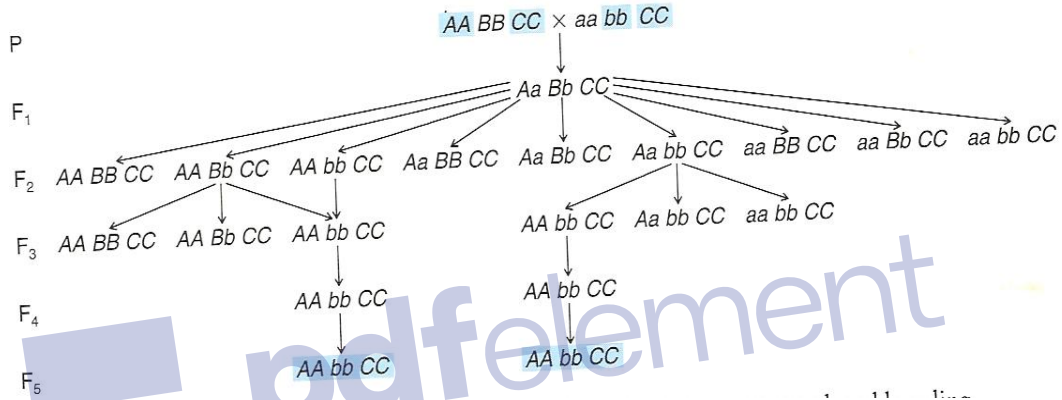 P AA BB CC × aa bb CC
F1 Aa Bb CC
F2 AA BB CC AA Bb CC AA bb CC Aa BB CC Aa Bb CC Aa bb CC aa BB CC aa Bb CC aa bb CC
F3 AA BB CC AA Bb CC AA bb CC AA bb CC Aa bb CC aa bb CC
F4 AA bb CC AA bb CC
F5 AA bb CC AA bb CC
pdfelement